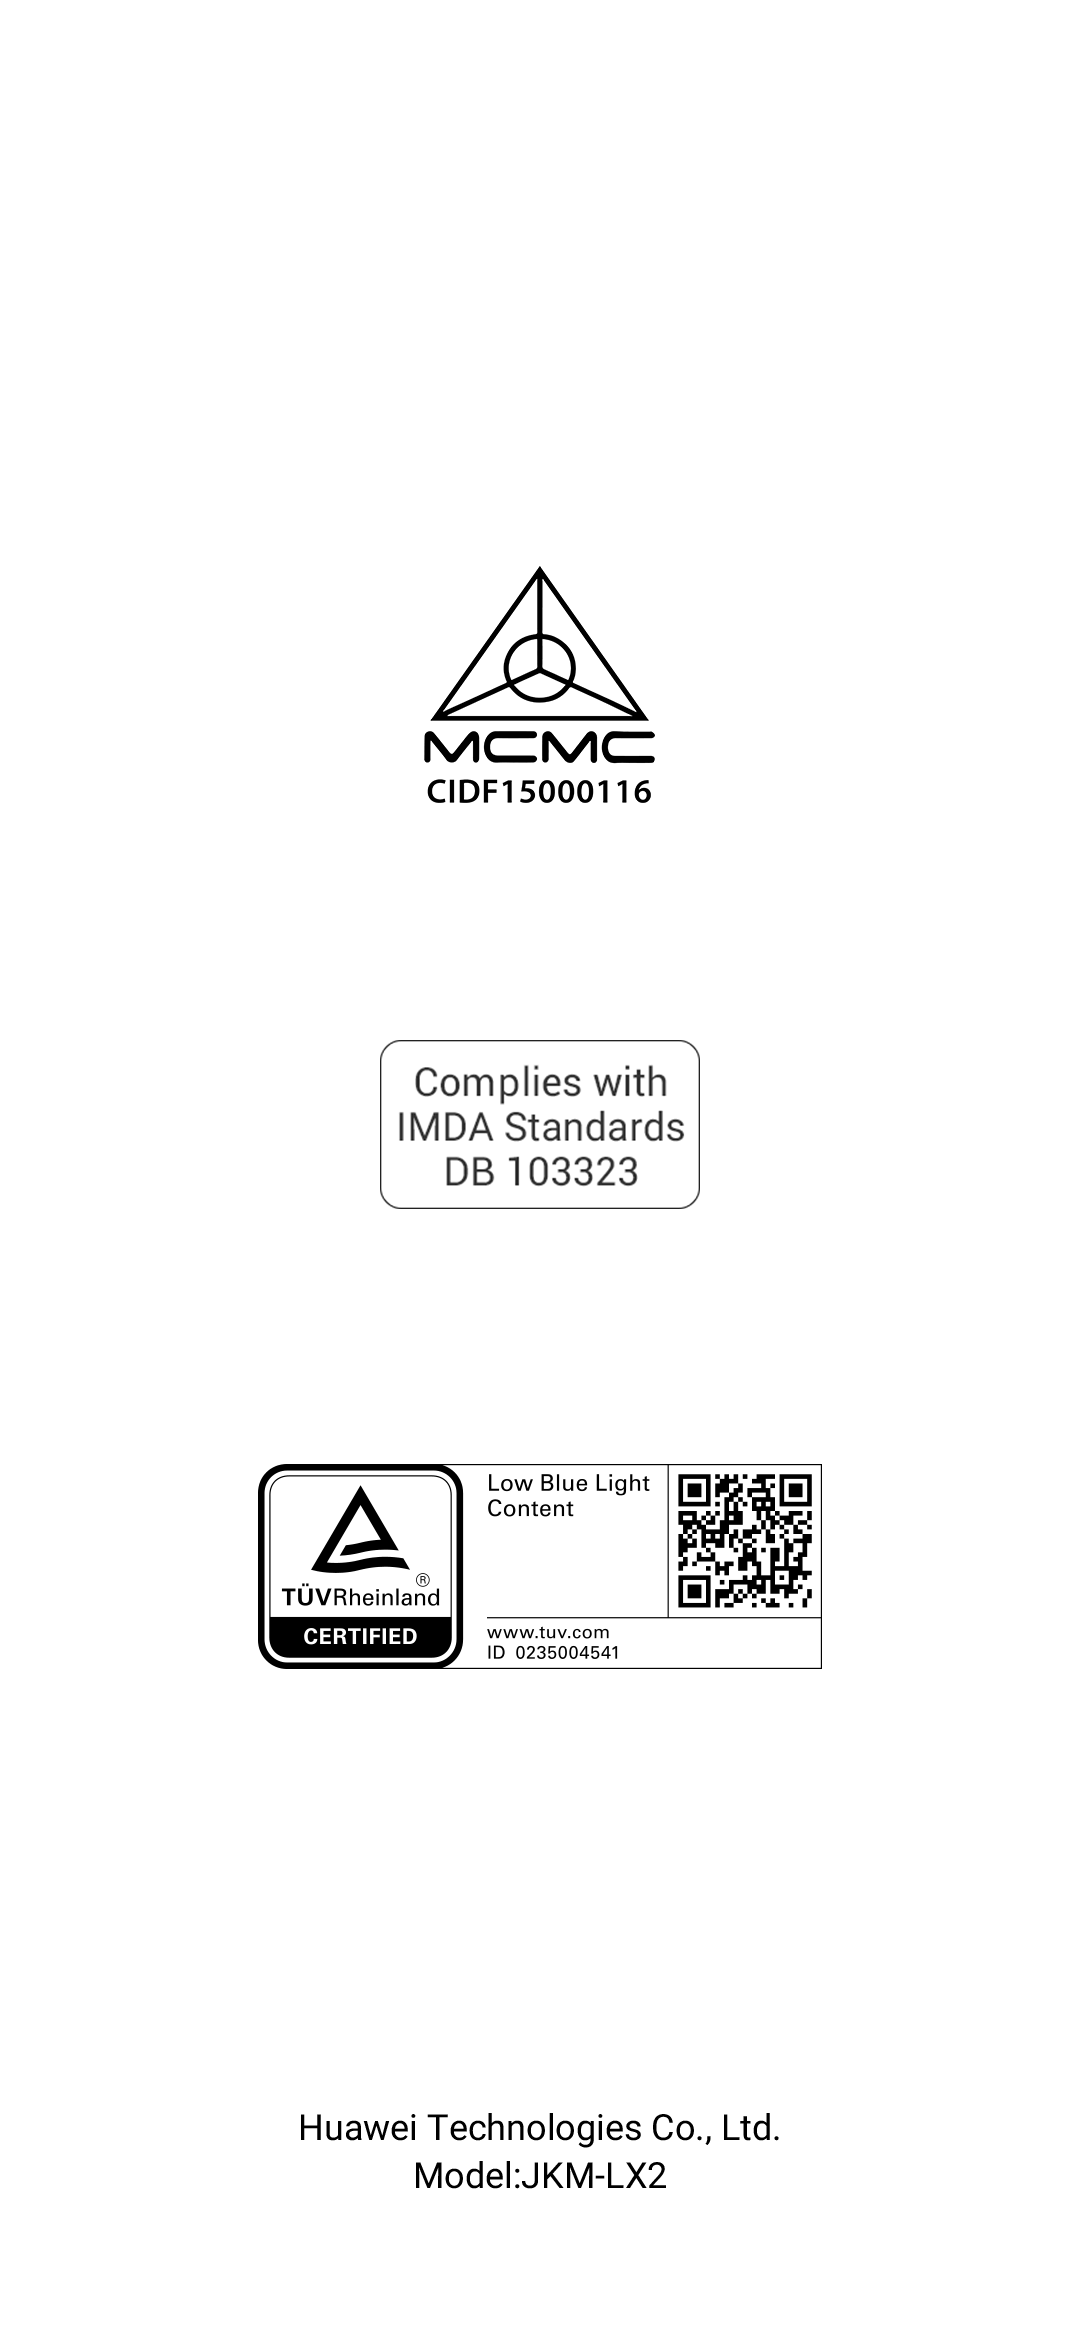 MCMC
CIDF15000116
Complies with
IMDA Standards
DB 103323
TÜVRheinland®
CERTIFIED
Low Blue Light
Content
www.tuv.com
ID 0235004541
Huawei Technologies Co., Ltd.
Model:JKM-LX2